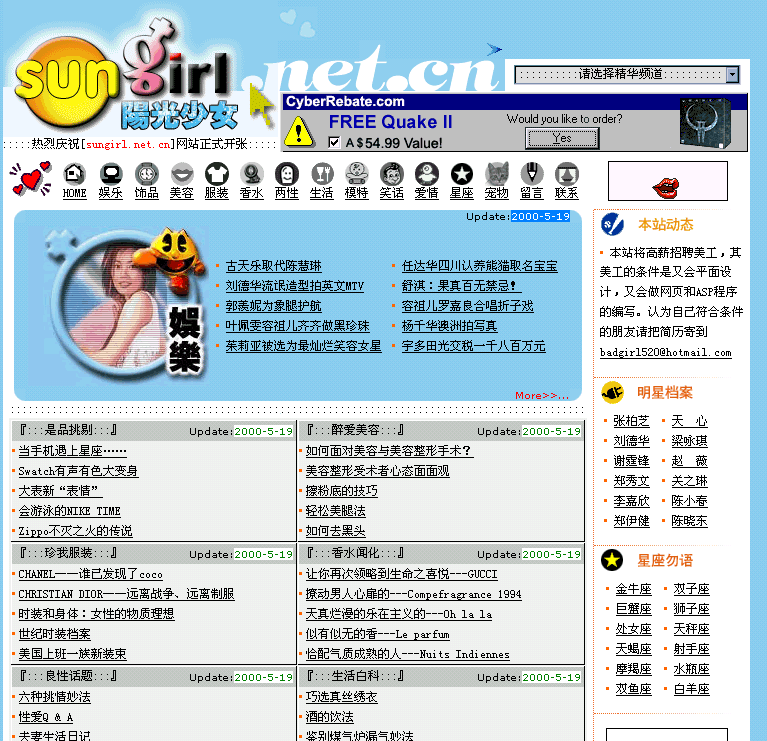 sungirl.net.cn
陽光少女
:::::热烈庆祝[sungirl.net.cn]网站正式开张:::::
::::::::::请选择精华频道::::::::::
CyberRebate.com
FREE Quake II
A$54.99 Value!
Would you like to order?
Yes
HOME 娱乐 饰品 美容 服装 香水 两性 生活 模特 笑话 爱情 星座 宠物 留言 联系
Update:2000-5-19
娛樂
古天乐取代陈慧琳
刘德华流氓造型拍英文MTV
郭羡妮为象腿护航
叶佩雯容祖儿齐齐做黑珍珠
茱莉亚被选为最灿烂笑容女星
任达华四川认养熊猫取名宝宝
舒淇：果真百无禁忌！
容祖儿罗嘉良合唱折子戏
杨千华澳洲拍写真
宇多田光交税一千八百万元
More>>...
『:::是品挑剔:::』 Update:2000-5-19
当手机遇上星座……
Swatch有声有色大变身
大表新“表情”
会游泳的NIKE TIME
Zippo不灭之火的传说
『:::醉爱美容:::』 Update:2000-5-19
如何面对美容与美容整形手术？
美容整形受术者心态面面观
擦粉底的技巧
轻松美腿法
如何去黑头
『:::珍我服装:::』 Update:2000-5-19
CHANEL——谁已发现了coco
CHRISTIAN DIOR——远离战争、远离制服
时装和身体：女性的物质理想
世纪时装档案
美国上班一族新装束
『:::香水闻化:::』 Update:2000-5-19
让你再次领略到生命之喜悦---GUCCI
撩动男人心扉的---Compefragrance 1994
天真烂漫的乐在主义的---Oh la la
似有似无的香---Le parfum
恰配气质成熟的人---Nuits Indiennes
『:::良性话题:::』 Update:2000-5-19
六种挑情妙法
性爱Q & A
夫妻生活日记
『:::生活白科:::』 Update:2000-5-19
巧选真丝绣衣
酒的饮法
鉴别煤气炉漏气妙法
本站动态
本站将高薪招聘美工，其
美工的条件是又会平面设
计，又会做网页和ASP程序
的编写。认为自己符合条件
的朋友请把简历寄到
badgirl520@hotmail.com
明星档案
张柏芝 天　心
刘德华 梁咏琪
谢霆锋 赵　薇
郑秀文 关之琳
李嘉欣 陈小春
郑伊健 陈晓东
星座勿语
金牛座 双子座
巨蟹座 狮子座
处女座 天秤座
天蝎座 射手座
摩羯座 水瓶座
双鱼座 白羊座